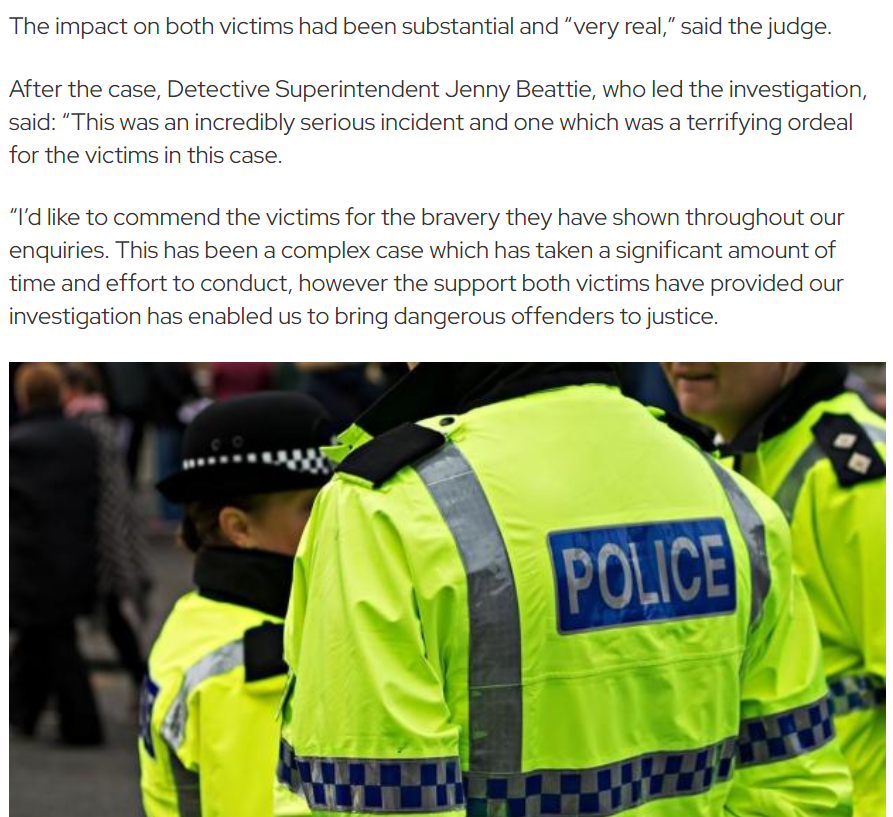 The impact on both victims had been substantial and “very real,” said the judge.
After the case, Detective Superintendent Jenny Beattie, who led the investigation,
said: “This was an incredibly serious incident and one which was a terrifying ordeal
for the victims in this case.
“I’d like to commend the victims for the bravery they have shown throughout our
enquiries. This has been a complex case which has taken a significant amount of
time and effort to conduct, however the support both victims have provided our
investigation has enabled us to bring dangerous offenders to justice.
POLICE